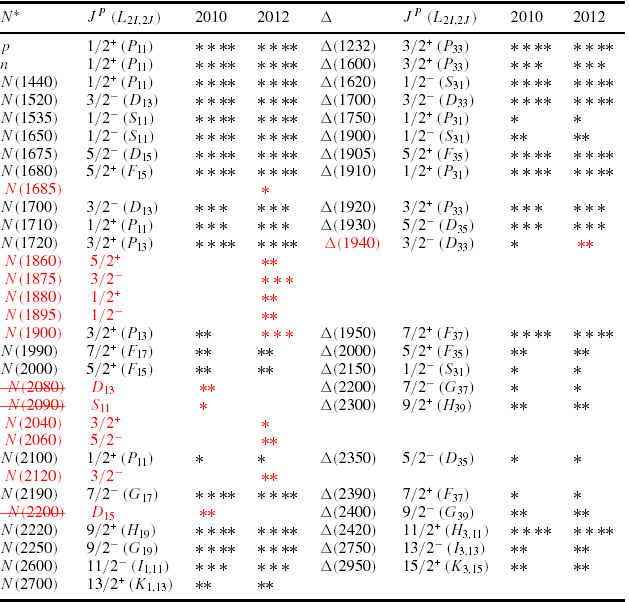 N* J^P (L_{2I,2J}) 2010 2012 Δ J^P (L_{2I,2J}) 2010 2012
p 1/2⁺ (P₁₁) **** **** Δ(1232) 3/2⁺ (P₃₃) **** ****
n 1/2⁺ (P₁₁) **** **** Δ(1600) 3/2⁺ (P₃₃) *** ***
N(1440) 1/2⁺ (P₁₁) **** **** Δ(1620) 1/2⁻ (S₃₁) **** ****
N(1520) 3/2⁻ (D₁₃) **** **** Δ(1700) 3/2⁻ (D₃₃) **** ****
N(1535) 1/2⁻ (S₁₁) **** **** Δ(1750) 1/2⁺ (P₃₁) * *
N(1650) 1/2⁻ (S₁₁) **** **** Δ(1900) 1/2⁻ (S₃₁) ** **
N(1675) 5/2⁻ (D₁₅) **** **** Δ(1905) 5/2⁺ (F₃₅) **** ****
N(1680) 5/2⁺ (F₁₅) **** **** Δ(1910) 1/2⁺ (P₃₁) **** ****
N(1685) *
N(1700) 3/2⁻ (D₁₃) *** *** Δ(1920) 3/2⁺ (P₃₃) *** ***
N(1710) 1/2⁺ (P₁₁) *** *** Δ(1930) 5/2⁻ (D₃₅) *** ***
N(1720) 3/2⁺ (P₁₃) **** **** Δ(1940) 3/2⁻ (D₃₃) * **
N(1860) 5/2⁺ **
N(1875) 3/2⁻ ***
N(1880) 1/2⁺ **
N(1895) 1/2⁻ **
N(1900) 3/2⁺ (P₁₃) ** *** Δ(1950) 7/2⁺ (F₃₇) **** ****
N(1990) 7/2⁺ (F₁₇) ** ** Δ(2000) 5/2⁺ (F₃₅) ** **
N(2000) 5/2⁺ (F₁₅) ** ** Δ(2150) 1/2⁻ (S₃₁) * *
N(2080) D₁₃ ** Δ(2200) 7/2⁻ (G₃₇) * *
N(2090) S₁₁ * Δ(2300) 9/2⁺ (H₃₉) ** **
N(2040) 3/2⁺ *
N(2060) 5/2⁻ **
N(2100) 1/2⁺ (P₁₁) * * Δ(2350) 5/2⁻ (D₃₅) * *
N(2120) 3/2⁻ **
N(2190) 7/2⁻ (G₁₇) **** **** Δ(2390) 7/2⁺ (F₃₇) * *
N(2200) D₁₅ ** Δ(2400) 9/2⁻ (G₃₉) ** **
N(2220) 9/2⁺ (H₁₉) **** **** Δ(2420) 11/2⁺ (H₃,₁₁) **** ****
N(2250) 9/2⁻ (G₁₉) **** **** Δ(2750) 13/2⁻ (I₃,₁₃) ** **
N(2600) 11/2⁻ (I₁,₁₁) *** *** Δ(2950) 15/2⁺ (K₃,₁₅) ** **
N(2700) 13/2⁺ (K₁,₁₃) ** **